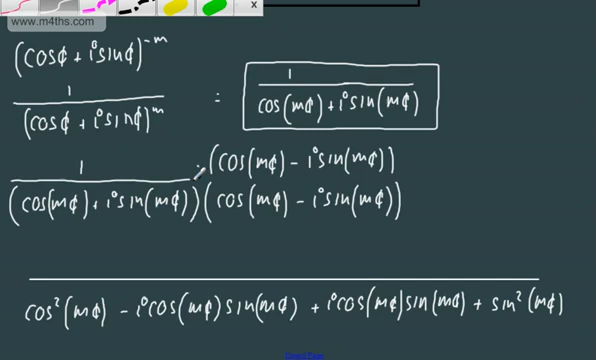 www.m4ths.com
(cosϕ + i sinϕ)^-m
1 / (cosϕ + i sinϕ)^m = 1 / (cos(mϕ) + i sin(mϕ))
1 / (cos(mϕ) + i sin(mϕ)) · (cos(mϕ) - i sin(mϕ)) / (cos(mϕ) - i sin(mϕ))
cos²(mϕ) - i cos(mϕ) sin(mϕ) + i cos(mϕ) sin(mϕ) + sin²(mϕ)